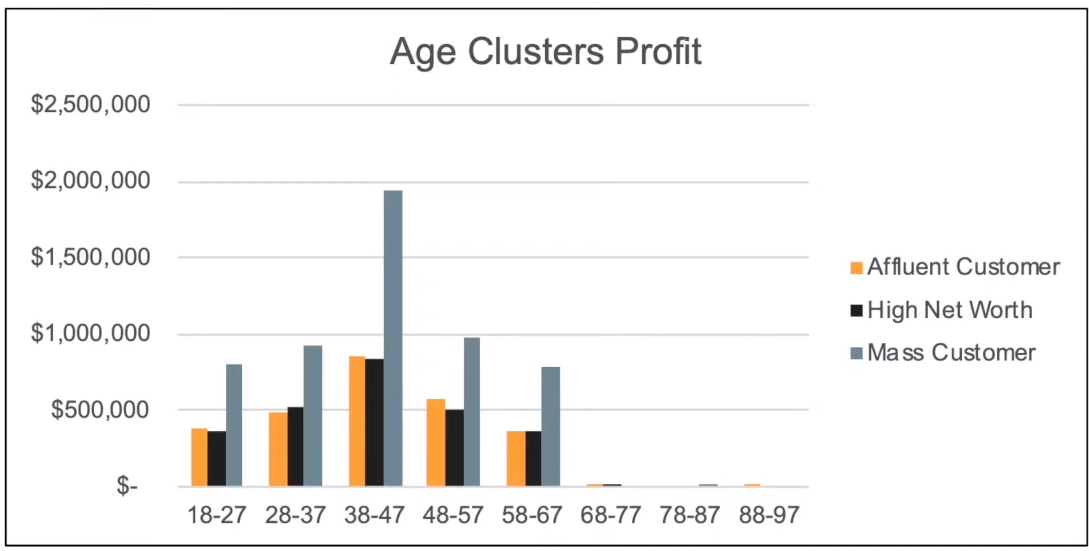 Age Clusters Profit
$2,500,000
$2,000,000
$1,500,000
$1,000,000
$500,000
$-
18-27 28-37 38-47 48-57 58-67 68-77 78-87 88-97
Affluent Customer
High Net Worth
Mass Customer